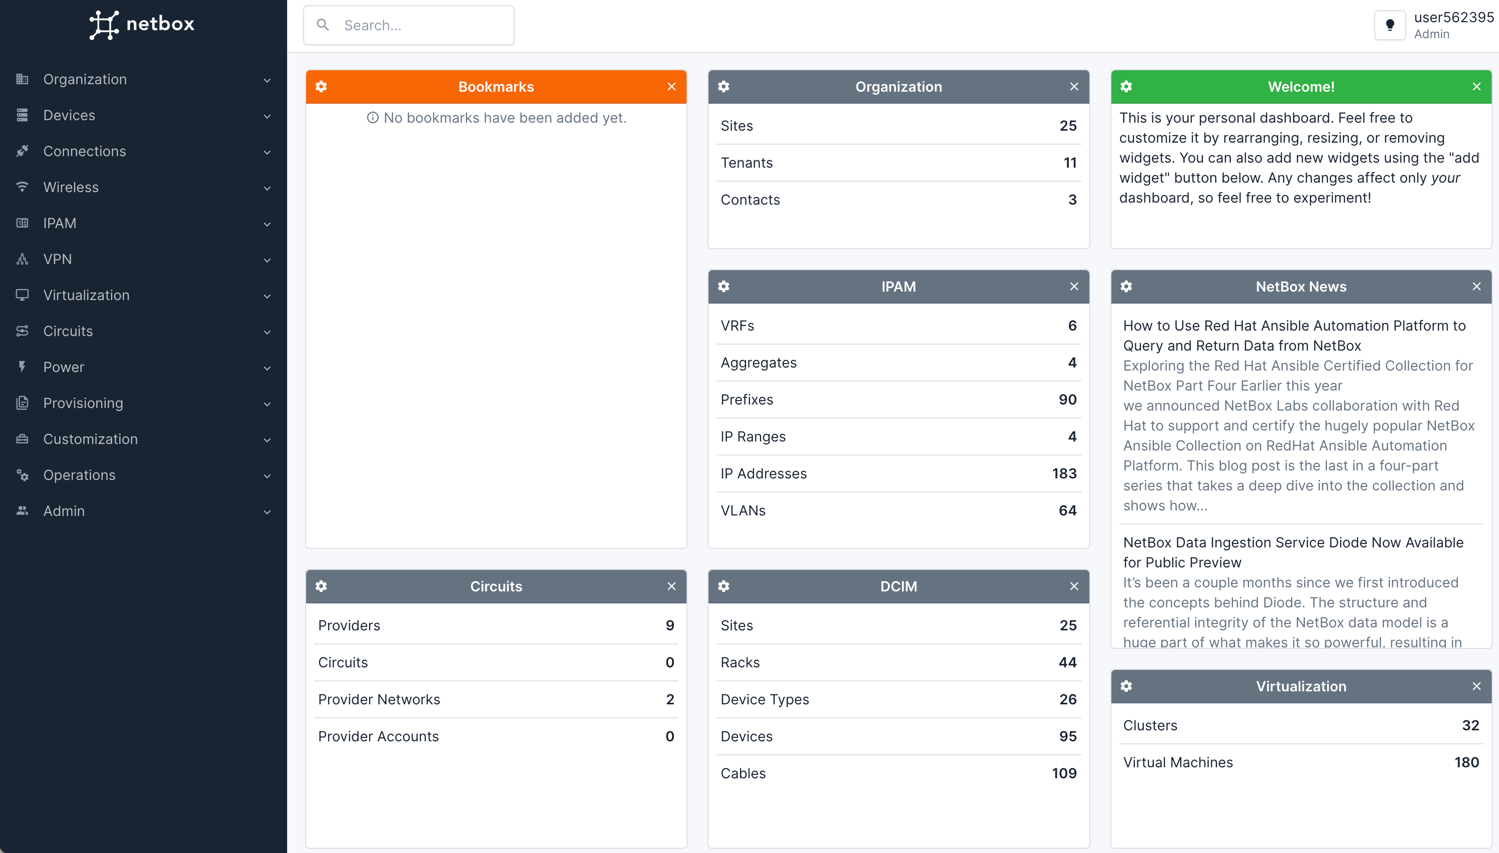 netbox
Search...
user562395
Admin
Organization
Devices
Connections
Wireless
IPAM
VPN
Virtualization
Circuits
Power
Provisioning
Customization
Operations
Admin
Bookmarks
No bookmarks have been added yet.
Organization
Sites 25
Tenants 11
Contacts 3
Welcome!
This is your personal dashboard. Feel free to
customize it by rearranging, resizing, or removing
widgets. You can also add new widgets using the "add
widget" button below. Any changes affect only your
dashboard, so feel free to experiment!
IPAM
VRFs 6
Aggregates 4
Prefixes 90
IP Ranges 4
IP Addresses 183
VLANs 64
NetBox News
How to Use Red Hat Ansible Automation Platform to
Query and Return Data from NetBox
Exploring the Red Hat Ansible Certified Collection for
NetBox Part Four Earlier this year
we announced NetBox Labs collaboration with Red
Hat to support and certify the hugely popular NetBox
Ansible Collection on RedHat Ansible Automation
Platform. This blog post is the last in a four-part
series that takes a deep dive into the collection and
shows how...
NetBox Data Ingestion Service Diode Now Available
for Public Preview
It's been a couple months since we first introduced
the concepts behind Diode. The structure and
referential integrity of the NetBox data model is a
huge part of what makes it so powerful, resulting in
Circuits
Providers 9
Circuits 0
Provider Networks 2
Provider Accounts 0
DCIM
Sites 25
Racks 44
Device Types 26
Devices 95
Cables 109
Virtualization
Clusters 32
Virtual Machines 180